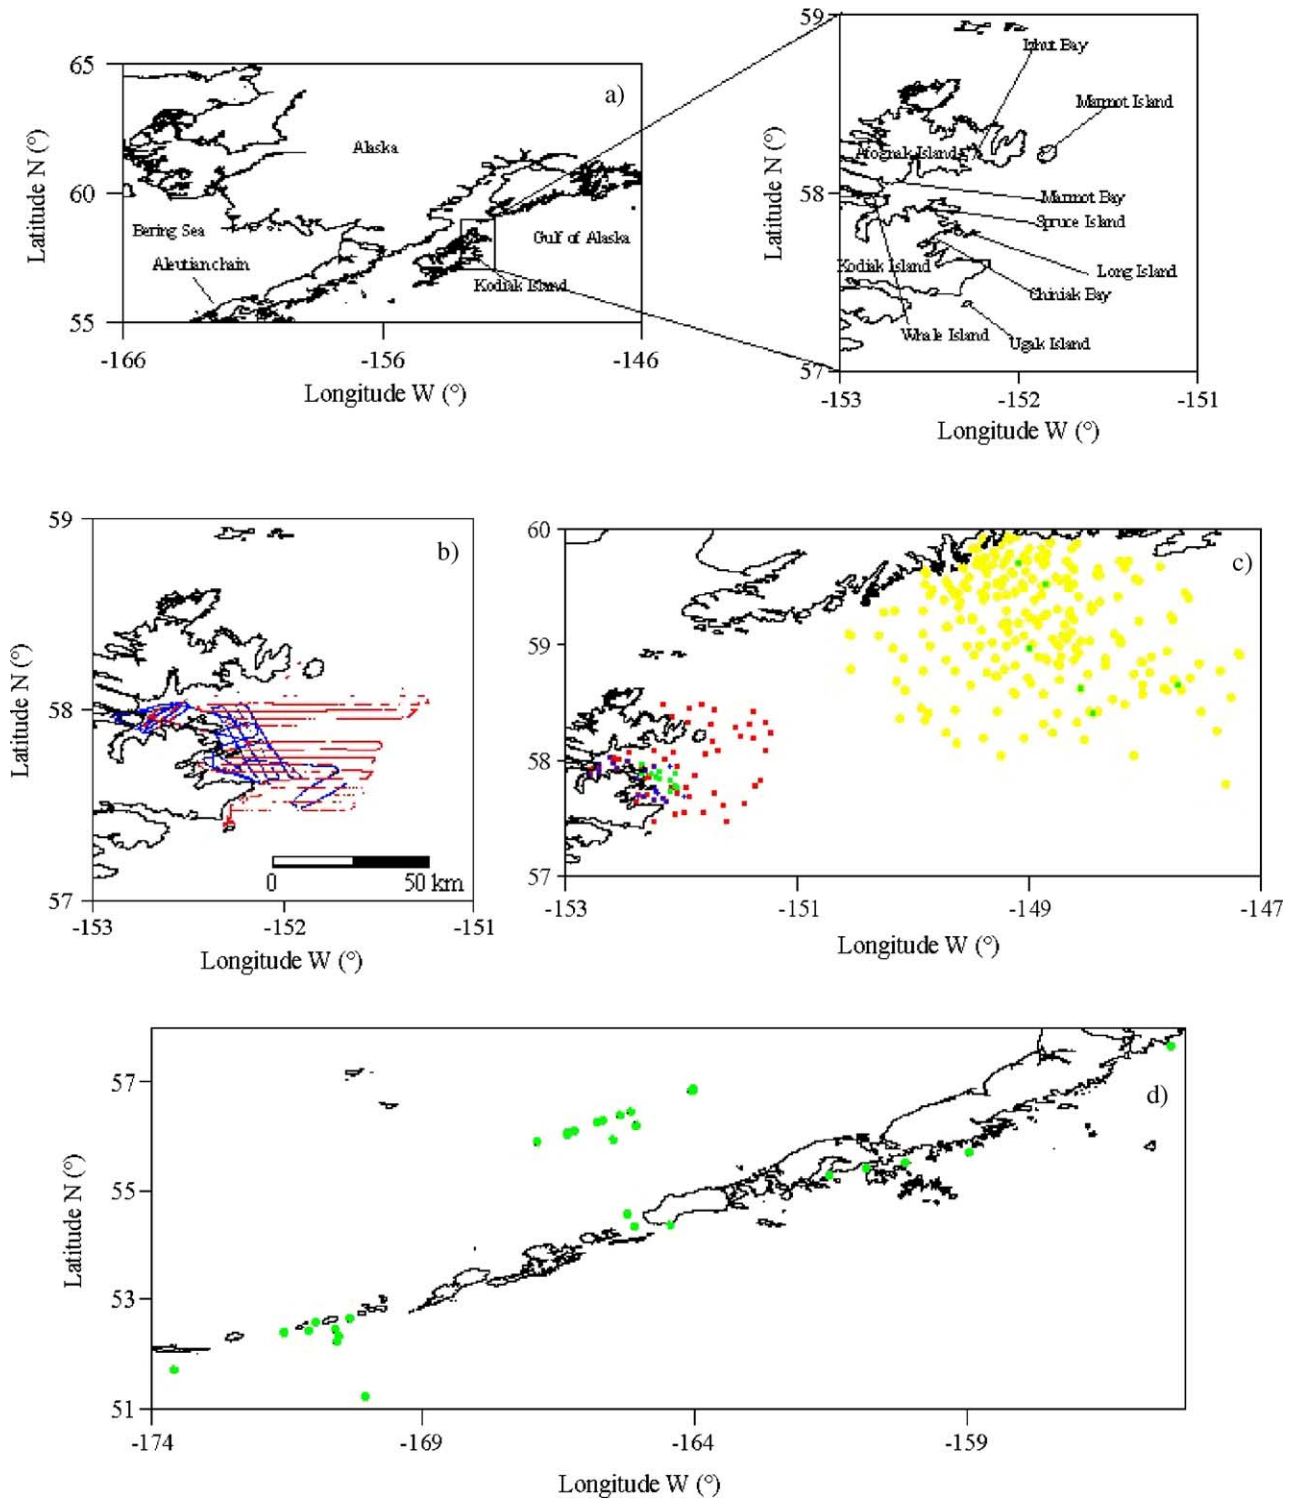 a)
65
60
55
-166
-156
-146
Latitude N (°)
Longitude W (°)
Alaska
Bering Sea
Aleutian chain
Gulf of Alaska
Kodiak Island
59
58
57
-153
-152
-151
Latitude N (°)
Longitude W (°)
Izhut Bay
Marmot Island
Afognak Island
Marmot Bay
Spruce Island
Long Island
Kodiak Island
Chiniak Bay
Whale Island
Ugak Island
b)
59
58
57
-153
-152
-151
Latitude N (°)
Longitude W (°)
0
50 km
c)
60
59
58
57
-153
-151
-149
-147
Latitude N (°)
Longitude W (°)
d)
57
55
53
51
-174
-169
-164
-159
Latitude N (°)
Longitude W (°)